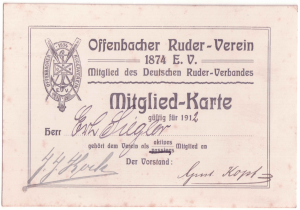 Offenbacher Ruder-Verein
1874 E. V.
Mitglied des Deutschen Ruder-Verbandes
Mitglied-Karte
gültig für 1912
Herr Siegler
gehört dem Verein als aktives Mitglied an
Der Vorstand: